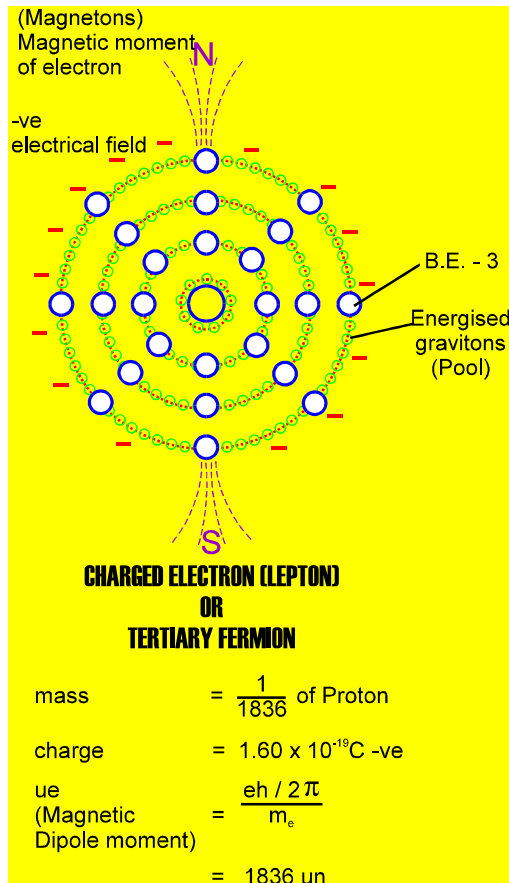 (Magnetons)
Magnetic moment
of electron
N
-ve
electrical field
B.E. - 3
Energised
gravitons
(Pool)
S
CHARGED ELECTRON (LEPTON)
OR
TERTIARY FERMION
mass = 1/1836 of Proton
charge = 1.60 x 10⁻¹⁹C -ve
ue
(Magnetic
Dipole moment) = eh / 2π / mₑ
= 1836 un